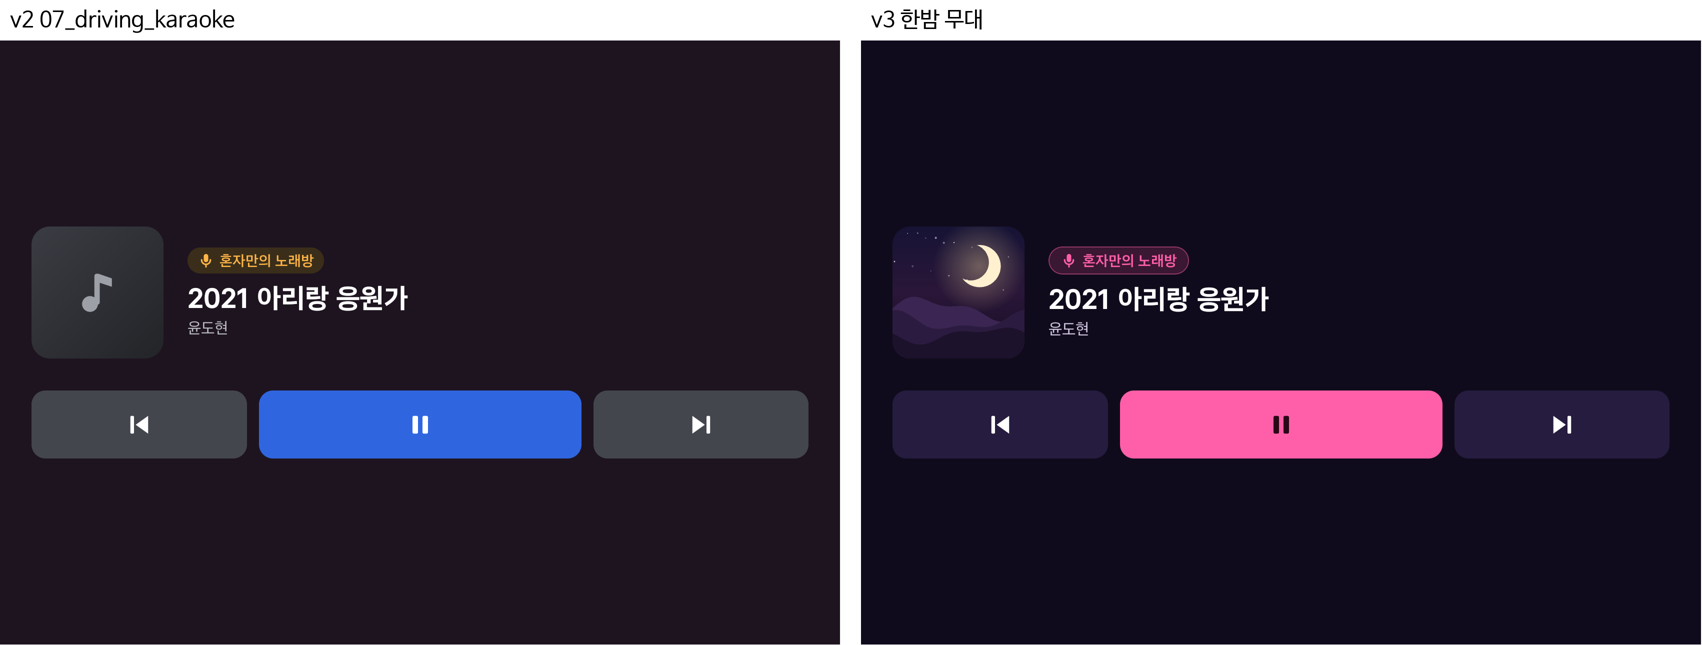 v2 07_driving_karaoke
v3 한밤 무대
혼자만의 노래방
2021 아리랑 응원가
윤도현
혼자만의 노래방
2021 아리랑 응원가
윤도현